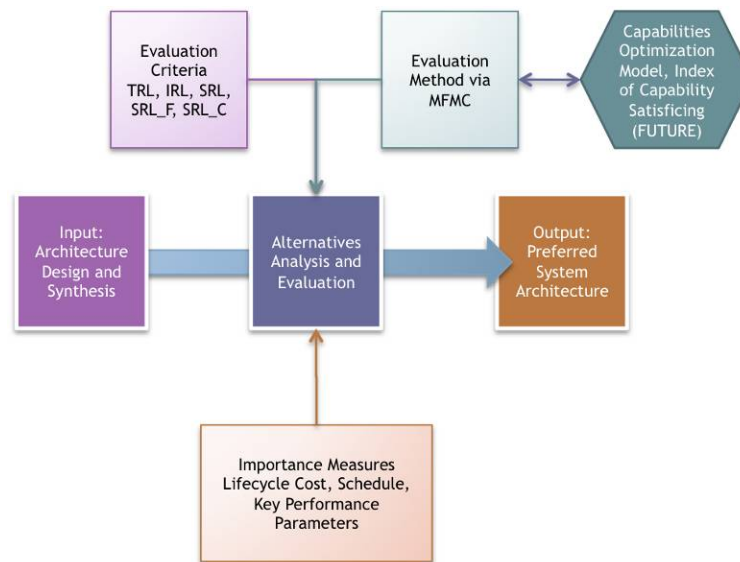 Evaluation
Criteria
TRL, IRL, SRL,
SRL_F, SRL_C
Evaluation
Method via
MFMC
Capabilities
Optimization
Model, Index
of Capability
Satisficing
(FUTURE)
Input:
Architecture
Design and
Synthesis
Alternatives
Analysis and
Evaluation
Output:
Preferred
System
Architecture
Importance Measures
Lifecycle Cost, Schedule,
Key Performance
Parameters